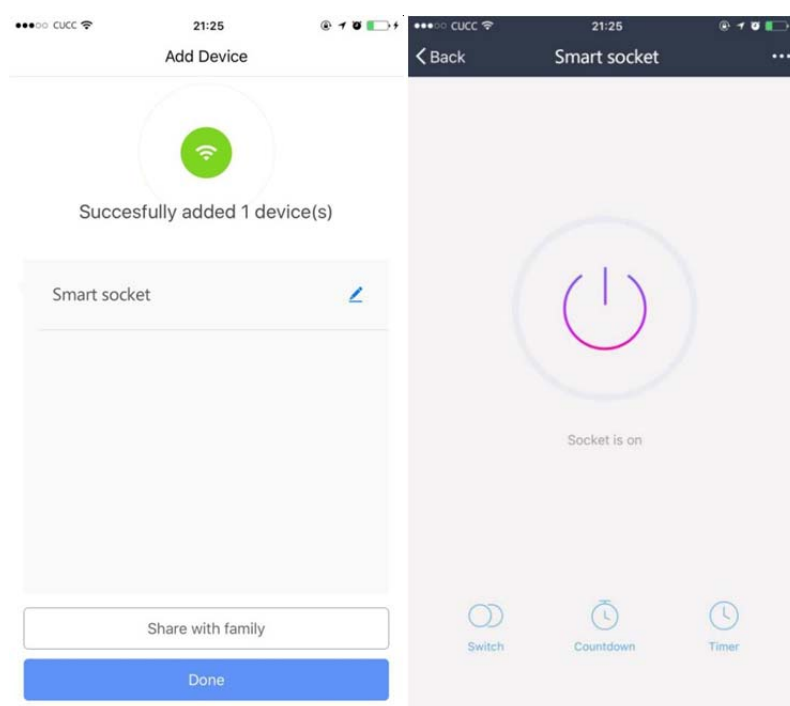 CUCC 21:25
Add Device
Succesfully added 1 device(s)
Smart socket
Share with family
Done
CUCC 21:25
Back Smart socket
Socket is on
Switch Countdown Timer